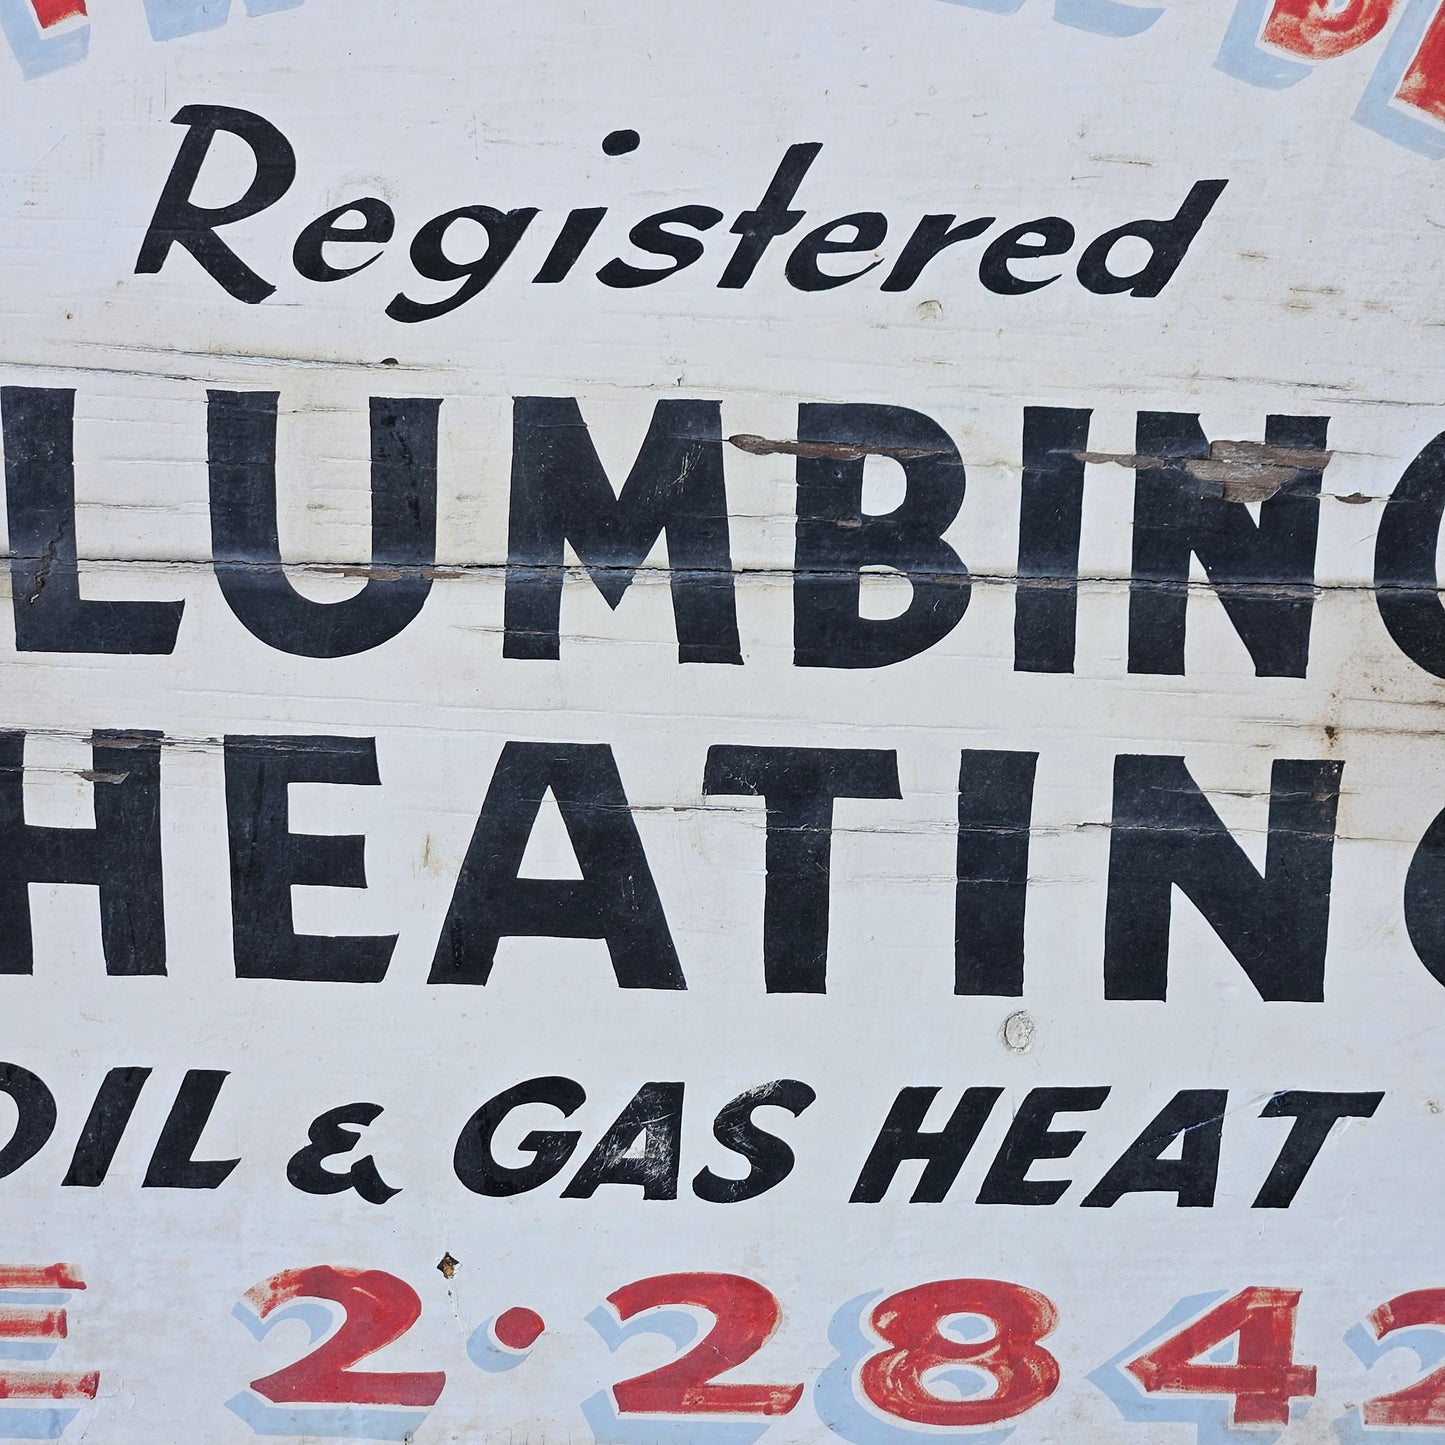 Registered
LUMBING
HEATING
OIL & GAS HEAT
E 2·2842